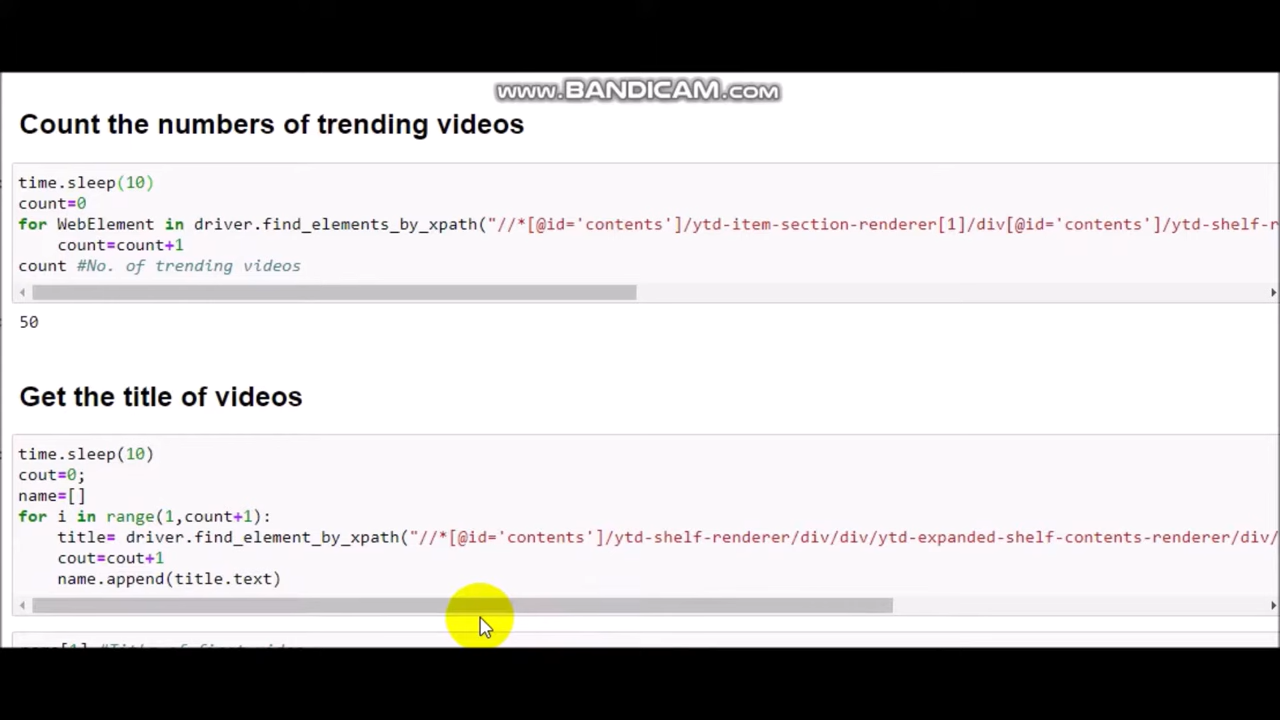 www.BANDICAM.com
Count the numbers of trending videos
time.sleep(10)
count=0
for WebElement in driver.find_elements_by_xpath("//*[@id='contents']/ytd-item-section-renderer[1]/div[@id='contents']/ytd-shelf-r
count=count+1
count #No. of trending videos
50
Get the title of videos
time.sleep(10)
cout=0;
name=[]
for i in range(1,count+1):
title= driver.find_element_by_xpath("//*[@id='contents']/ytd-shelf-renderer/div/div/ytd-expanded-shelf-contents-renderer/div/
cout=cout+1
name.append(title.text)